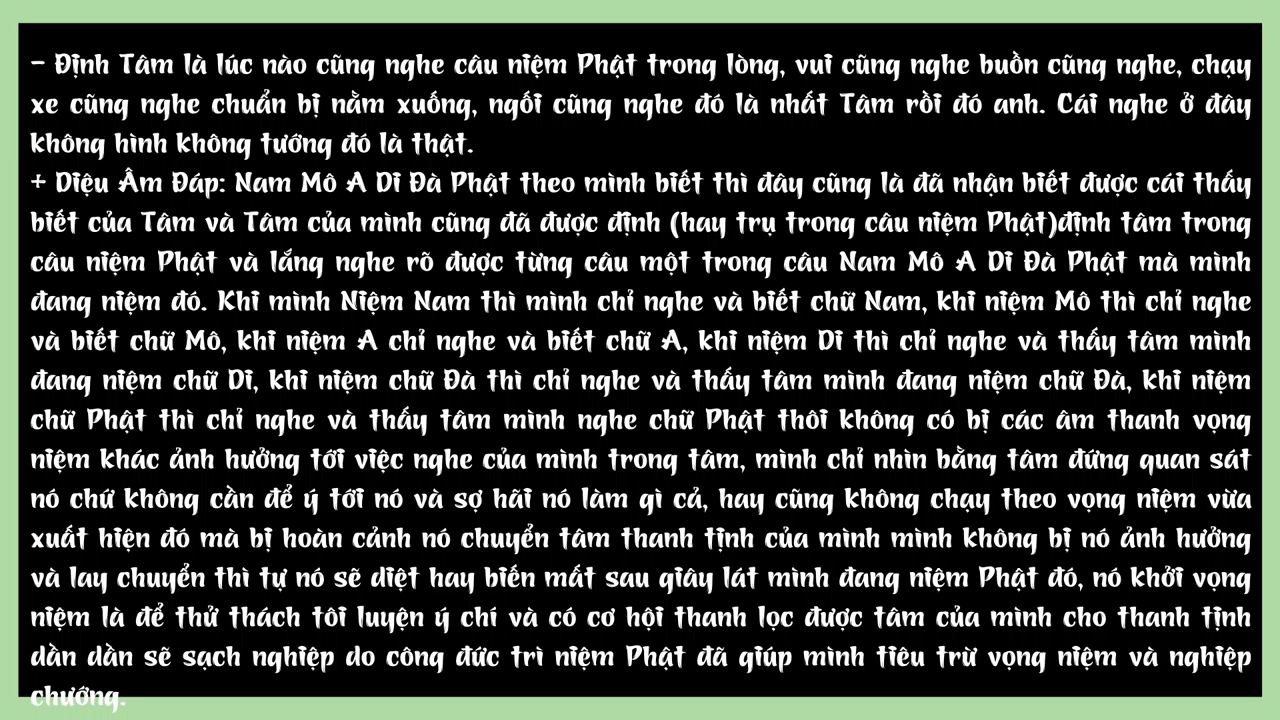 - Định Tâm là lúc nào cũng nghe câu niệm Phật trong lòng, vui cũng nghe buồn cũng nghe, chạy
xe cũng nghe chuẩn bị nằm xuống, ngối cũng nghe đó là nhất Tâm rồi đó anh. Cái nghe ở đây
không hình không tướng đó là thật.
+ Diệu Âm Đáp: Nam Mô A Di Đà Phật theo mình biết thì đây cũng là đã nhận biết được cái thấy
biết của Tâm và Tâm của mình cũng đã được định (hay trụ trong câu niệm Phật)định tâm trong
câu niệm Phật và lắng nghe rõ được từng câu một trong câu Nam Mô A Di Đà Phật mà mình
đang niệm đó. Khi mình Niệm Nam thì mình chỉ nghe và biết chữ Nam, khi niệm Mô thì chỉ nghe
và biết chữ Mô, khi niệm A chỉ nghe và biết chữ A, khi niệm Di thì chỉ nghe và thấy tâm mình
đang niệm chữ Di, khi niệm chữ Đà thì chỉ nghe và thấy tâm mình đang niệm chữ Đà, khi niệm
chữ Phật thì chỉ nghe và thấy tâm mình nghe chữ Phật thôi không có bị các âm thanh vọng
niệm khác ảnh hưởng tới việc nghe của mình trong tâm, mình chỉ nhìn bằng tâm đứng quan sát
nó chứ không cần để ý tới nó và sợ hãi nó làm gì cả, hay cũng không chạy theo vọng niệm vừa
xuất hiện đó mà bị hoàn cảnh nó chuyển tâm thanh tịnh của mình mình không bị nó ảnh hưởng
và lay chuyển thì tự nó sẽ diệt hay biến mất sau giây lát mình đang niệm Phật đó, nó khởi vọng
niệm là để thử thách tôi luyện ý chí và có cơ hội thanh lọc được tâm của mình cho thanh tịnh
dần dần sẽ sạch nghiệp do công đức trì niệm Phật đã giúp mình tiêu trừ vọng niệm và nghiệp
chướng.